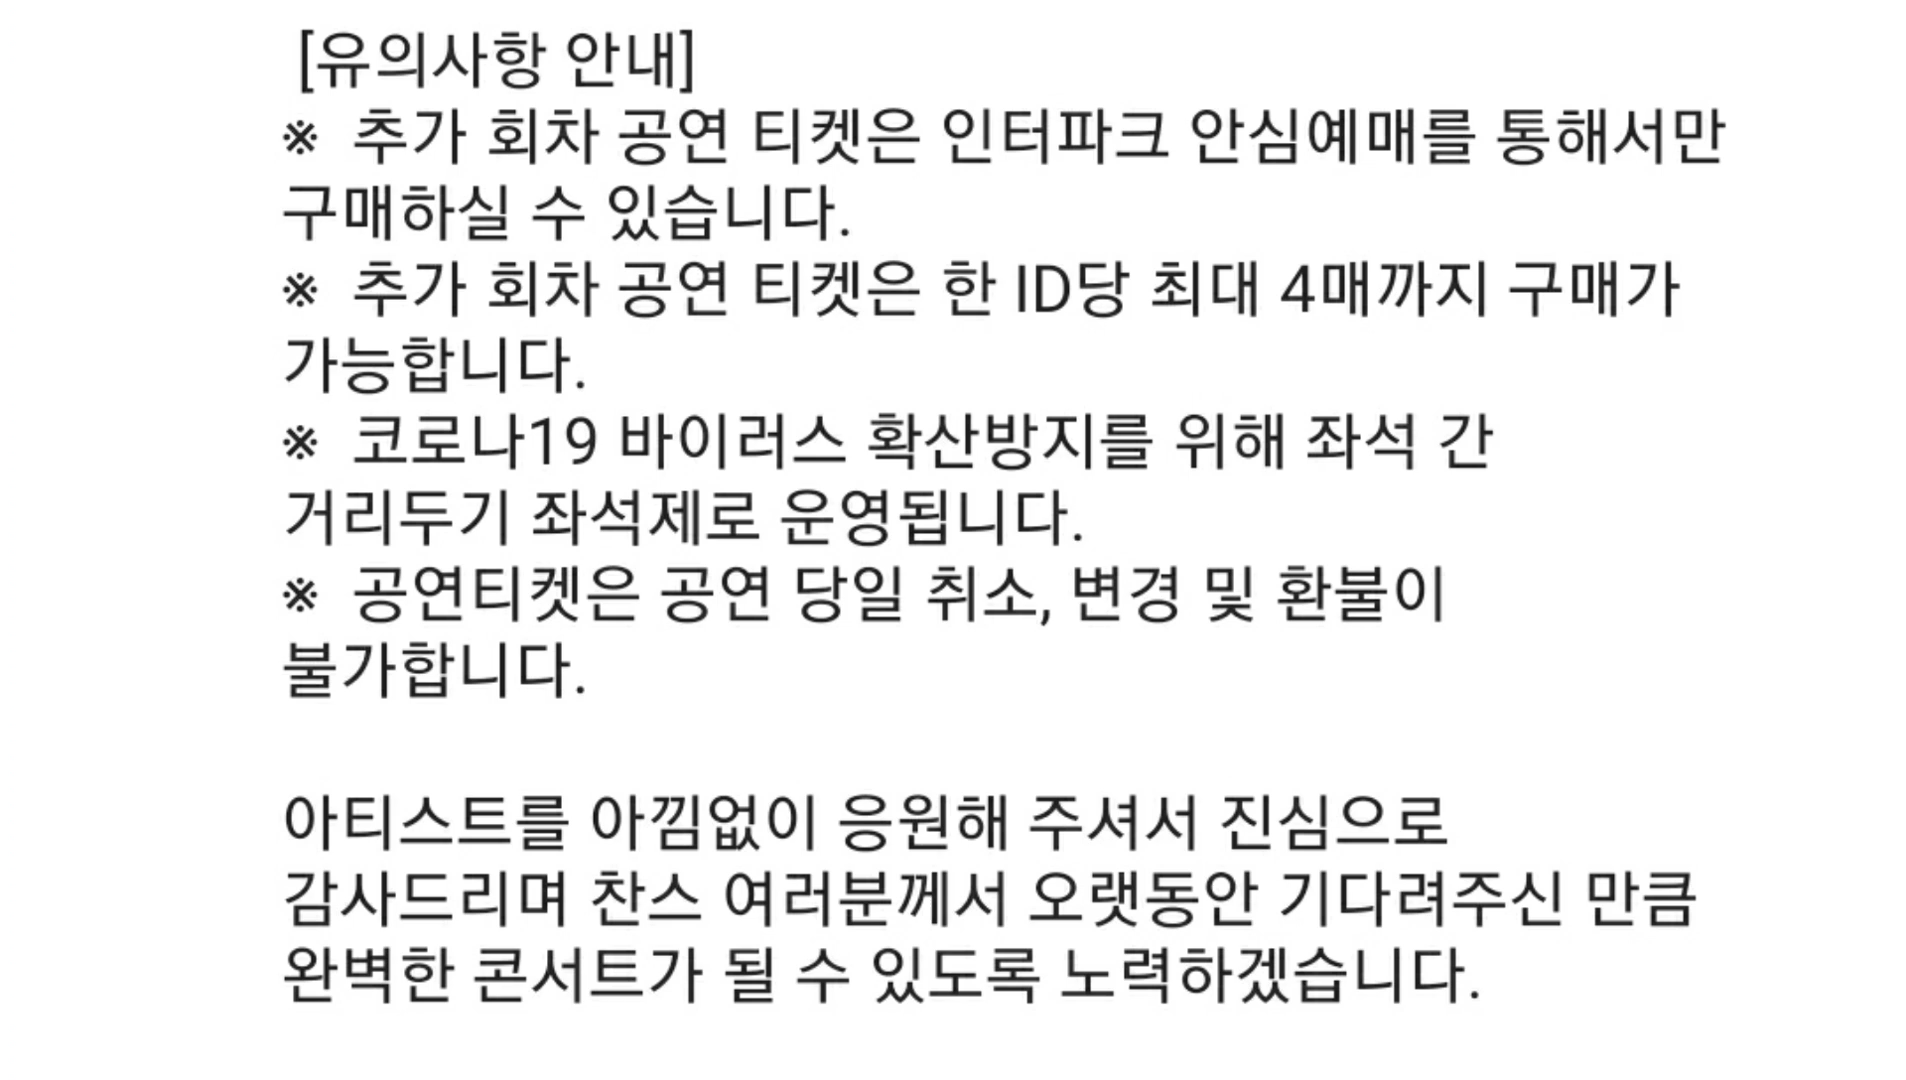 [유의사항 안내]
※ 추가 회차 공연 티켓은 인터파크 안심예매를 통해서만
구매하실 수 있습니다.
※ 추가 회차 공연 티켓은 한 ID당 최대 4매까지 구매가
가능합니다.
※ 코로나19 바이러스 확산방지를 위해 좌석 간
거리두기 좌석제로 운영됩니다.
※ 공연티켓은 공연 당일 취소, 변경 및 환불이
불가합니다.
아티스트를 아낌없이 응원해 주셔서 진심으로
감사드리며 찬스 여러분께서 오랫동안 기다려주신 만큼
완벽한 콘서트가 될 수 있도록 노력하겠습니다.